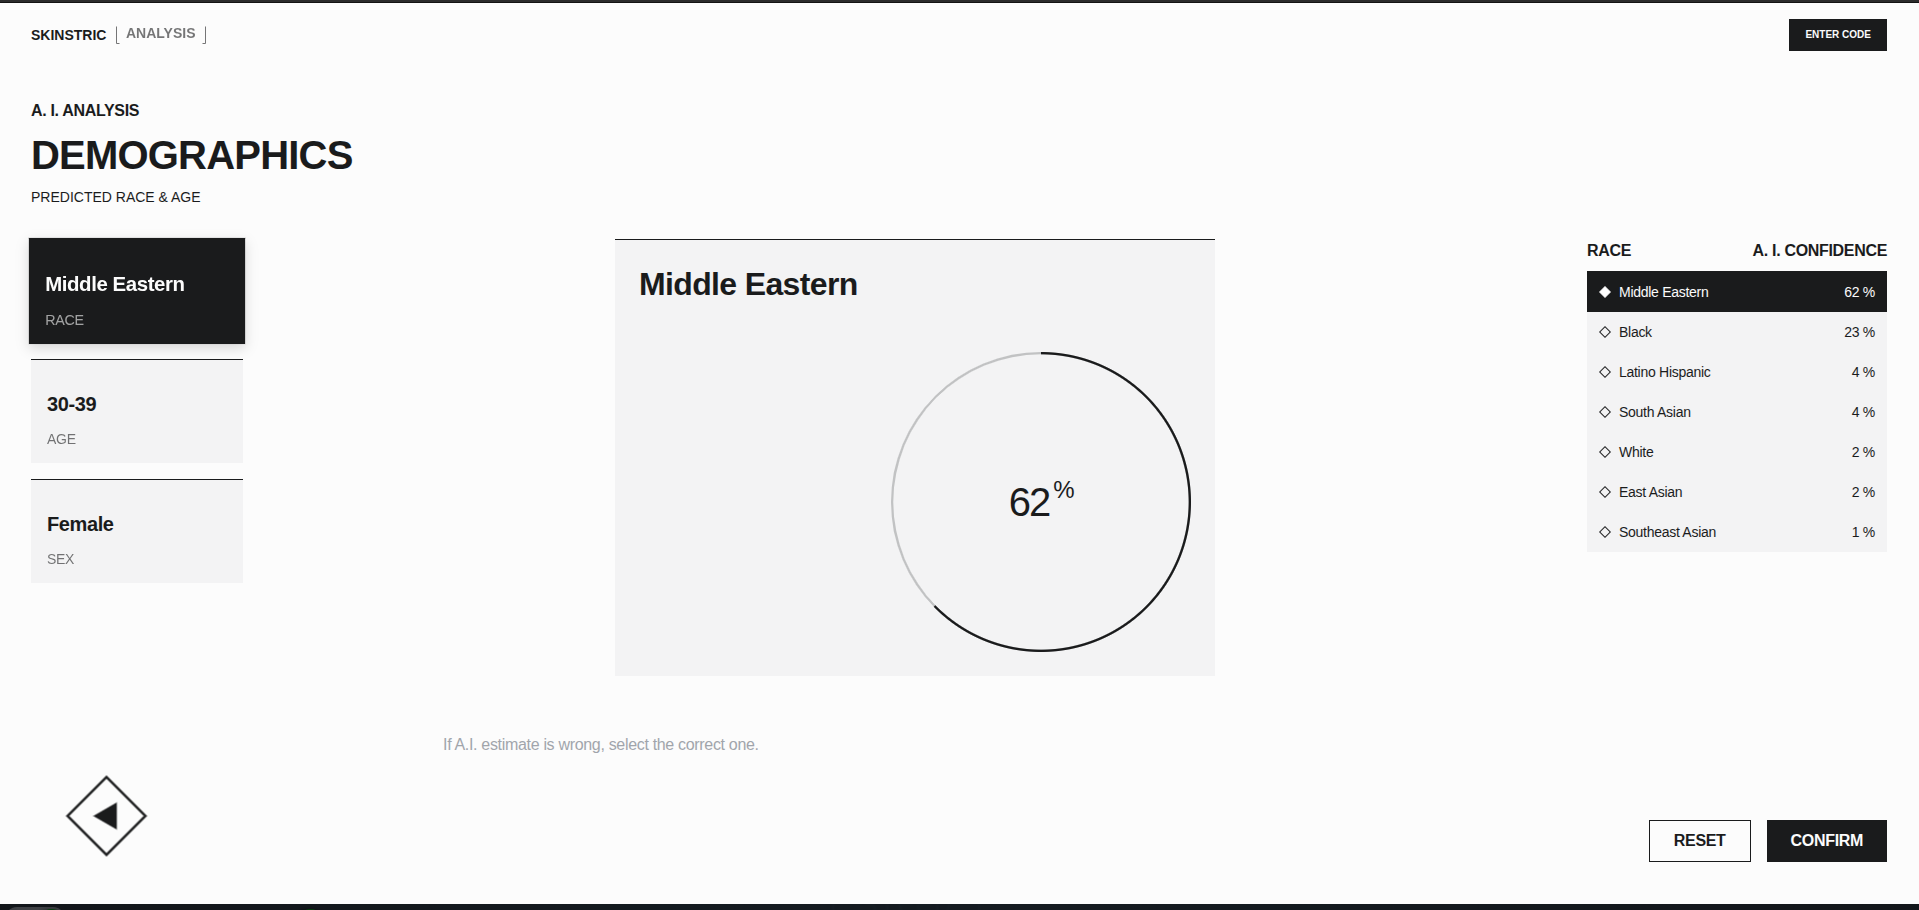 SKINSTRIC [ ANALYSIS ]
ENTER CODE
A. I. ANALYSIS
DEMOGRAPHICS
PREDICTED RACE & AGE
Middle Eastern
RACE
30-39
AGE
Female
SEX
Middle Eastern
62 %
RACE A. I. CONFIDENCE
Middle Eastern 62 %
Black 23 %
Latino Hispanic 4 %
South Asian 4 %
White 2 %
East Asian 2 %
Southeast Asian 1 %
If A.I. estimate is wrong, select the correct one.
RESET
CONFIRM